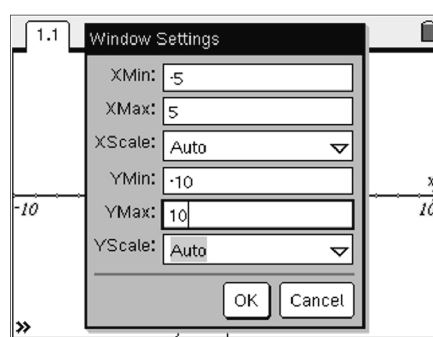 1.1
Window Settings
XMin: -5
XMax: 5
XScale: Auto
YMin: -10
x
-10
YMax: 10
10
YScale: Auto
OK Cancel
»